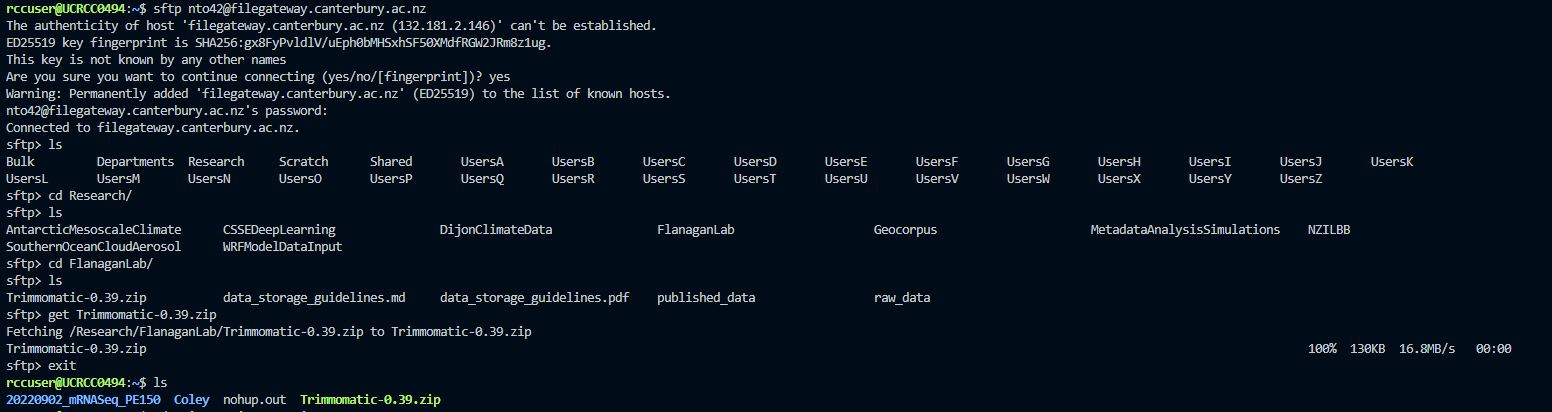 rccuser@UCRCC0494:~$ sftp nto42@filegateway.canterbury.ac.nz
The authenticity of host 'filegateway.canterbury.ac.nz (132.181.2.146)' can't be established.
ED25519 key fingerprint is SHA256:gx8FyPvldlV/uEph0bMHSxhSF50XMdfRGW2JRm8z1ug.
This key is not known by any other names
Are you sure you want to continue connecting (yes/no/[fingerprint])? yes
Warning: Permanently added 'filegateway.canterbury.ac.nz' (ED25519) to the list of known hosts.
nto42@filegateway.canterbury.ac.nz's password:
Connected to filegateway.canterbury.ac.nz.
sftp> ls
Bulk Departments Research Scratch Shared UsersA UsersB UsersC UsersD UsersE UsersF UsersG UsersH UsersI UsersJ UsersK
UsersL UsersM UsersN UsersO UsersP UsersQ UsersR UsersS UsersT UsersU UsersV UsersW UsersX UsersY UsersZ
sftp> cd Research/
sftp> ls
AntarcticMesoscaleClimate CSSEDeepLearning DijonClimateData FlanaganLab Geocorpus MetadataAnalysisSimulations NZILBB
SouthernOceanCloudAerosol WRFModelDataInput
sftp> cd FlanaganLab/
sftp> ls
Trimmomatic-0.39.zip data_storage_guidelines.md data_storage_guidelines.pdf published_data raw_data
sftp> get Trimmomatic-0.39.zip
Fetching /Research/FlanaganLab/Trimmomatic-0.39.zip to Trimmomatic-0.39.zip
Trimmomatic-0.39.zip 100% 130KB 16.8MB/s 00:00
sftp> exit
rccuser@UCRCC0494:~$ ls
20220902_mRNASeq_PE150 Coley nohup.out Trimmomatic-0.39.zip